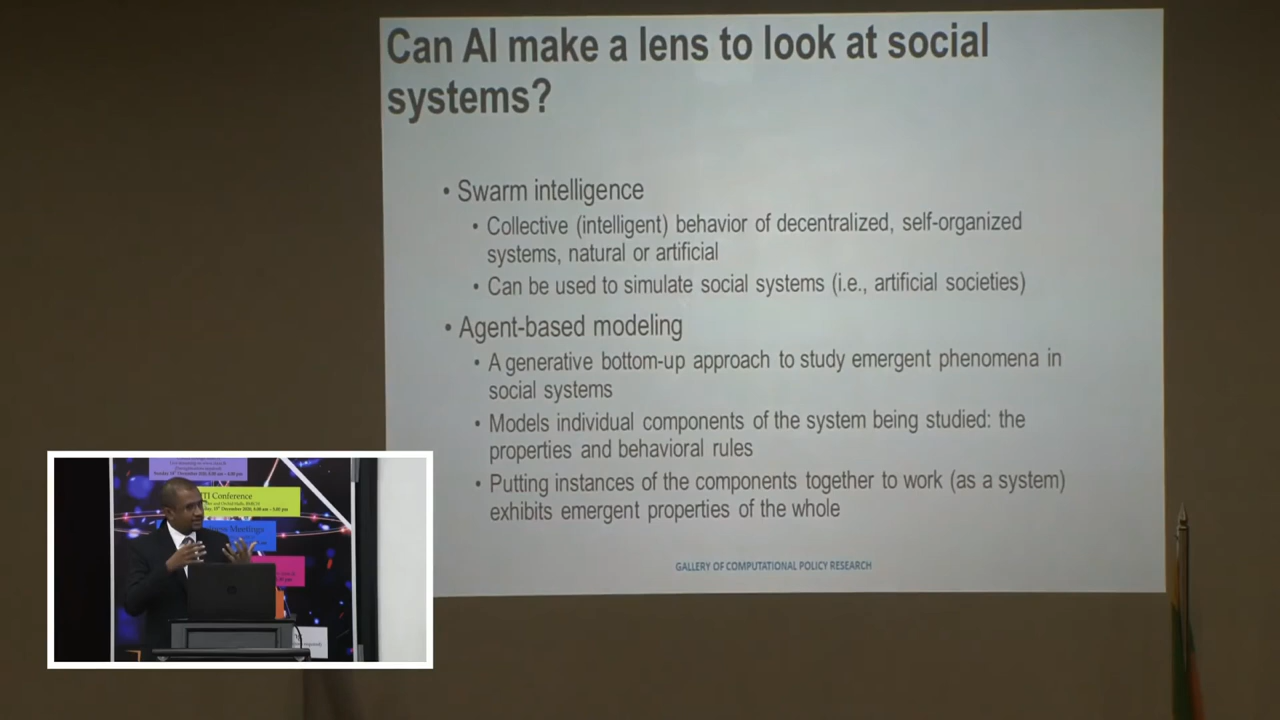 Can AI make a lens to look at social
systems?
• Swarm intelligence
• Collective (intelligent) behavior of decentralized, self-organized
systems, natural or artificial
• Can be used to simulate social systems (i.e., artificial societies)
• Agent-based modeling
• A generative bottom-up approach to study emergent phenomena in
social systems
• Models individual components of the system being studied: the
properties and behavioral rules
• Putting instances of the components together to work (as a system)
exhibits emergent properties of the whole
GALLERY OF COMPUTATIONAL POLICY RESEARCH
TI Conference
Meetings